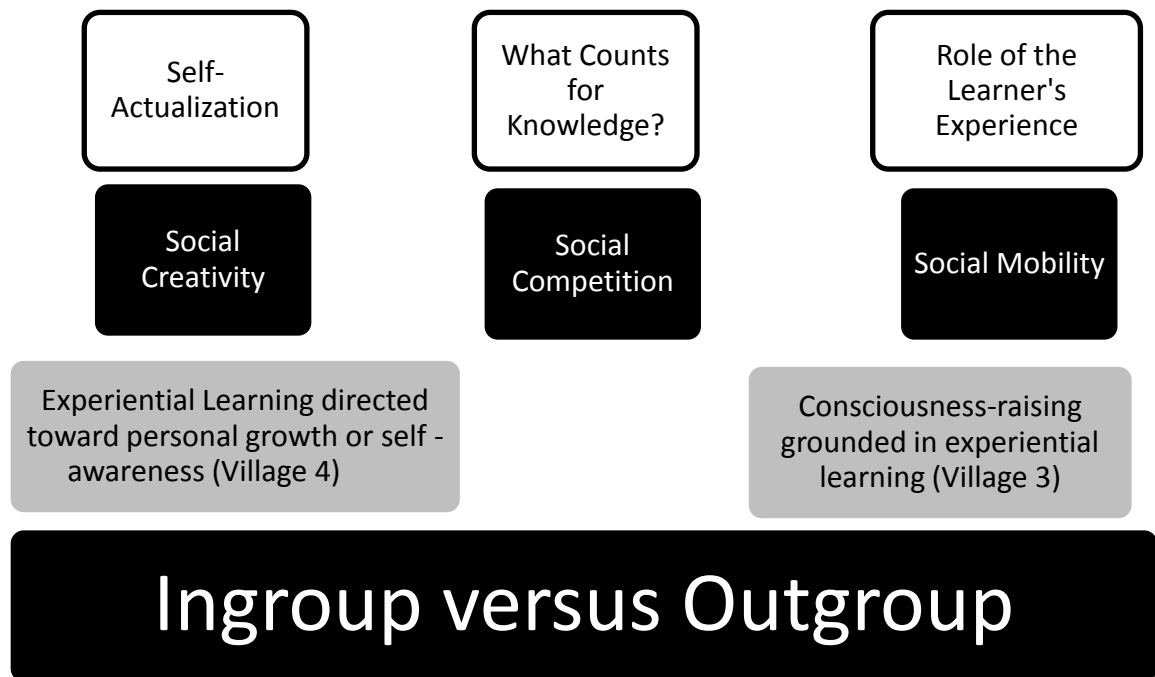 Self-
Actualization
What Counts
for
Knowledge?
Role of the
Learner's
Experience
Social
Creativity
Social
Competition
Social Mobility
Experiential Learning directed
toward personal growth or self -
awareness (Village 4)
Consciousness-raising
grounded in experiential
learning (Village 3)
Ingroup versus Outgroup